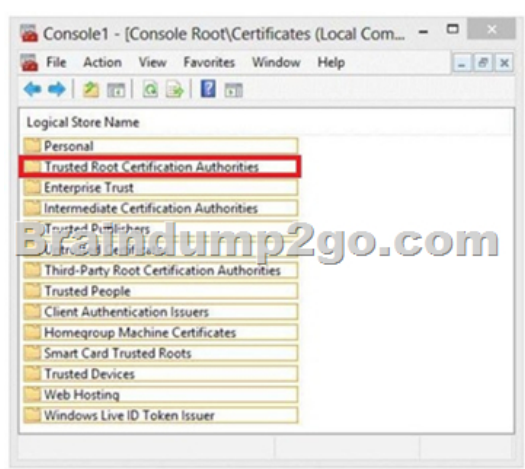 Console1 - [Console Root\Certificates (Local Com...
File Action View Favorites Window Help
Logical Store Name
Personal
Trusted Root Certification Authorities
Enterprise Trust
Intermediate Certification Authorities
Trusted Publishers
Braindump2go.com
Third-Party Root Certification Authorities
Trusted People
Client Authentication Issuers
Homegroup Machine Certificates
Smart Card Trusted Roots
Trusted Devices
Web Hosting
Windows Live ID Token Issuer